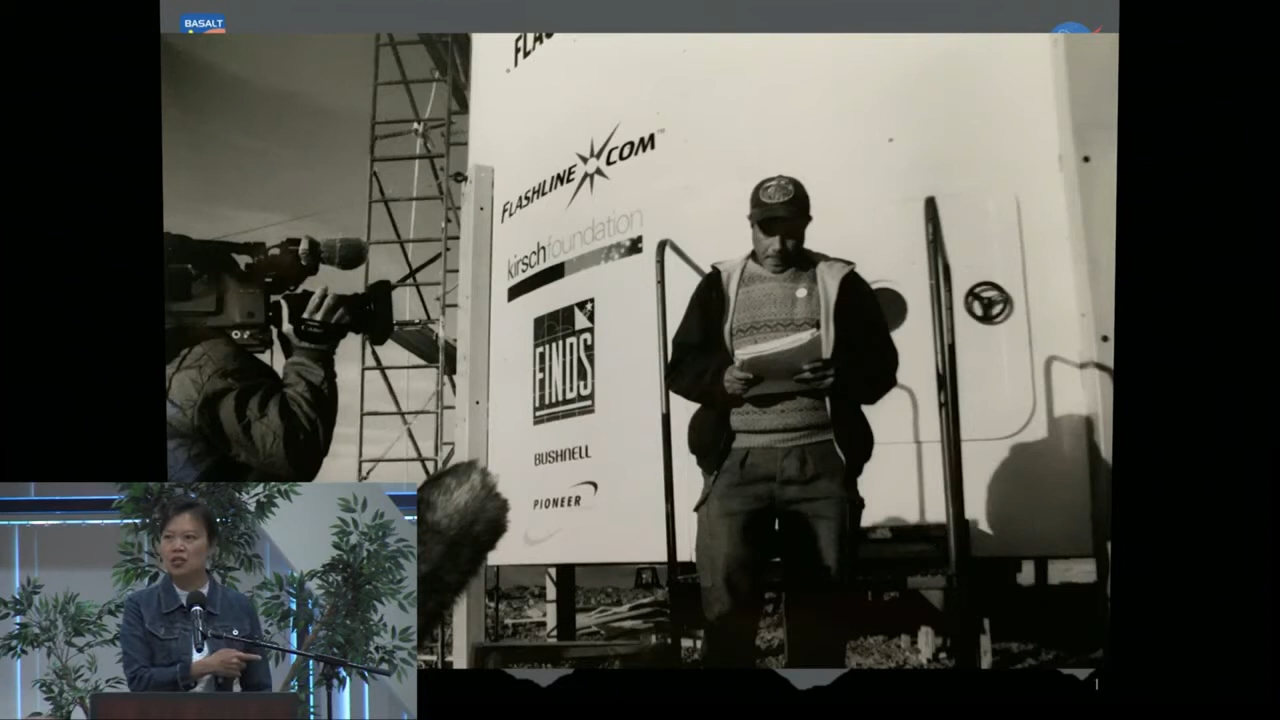 BASALT
FLASHLINE.COM
kirschfoundation
FINDS
BUSHNELL
PIONEER